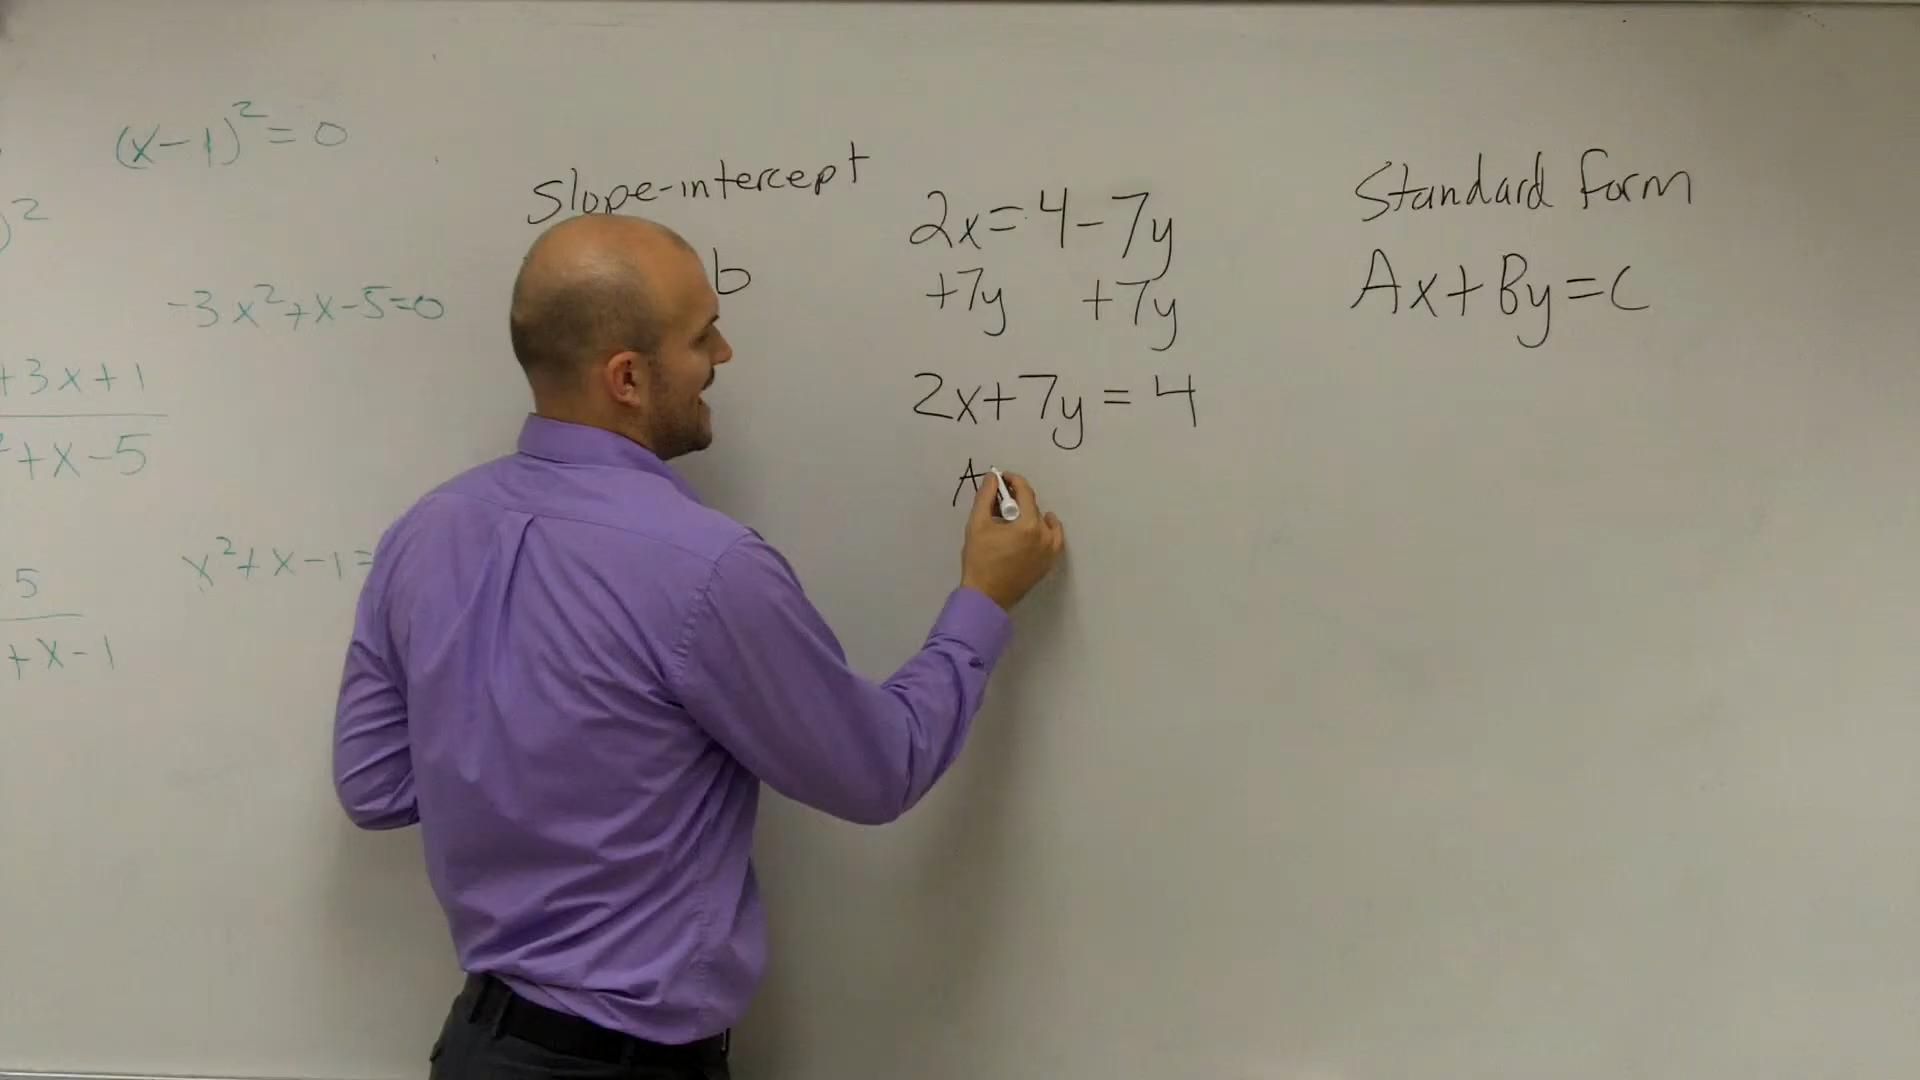 (x-1)² = 0
)²
-3x²+x-5=0
+3x+1
+x-5
x²+x-1=
5
+x-1
Slope-intercept
b
2x=4-7y
+7y +7y
2x+7y=4
A
Standard form
Ax+By=C